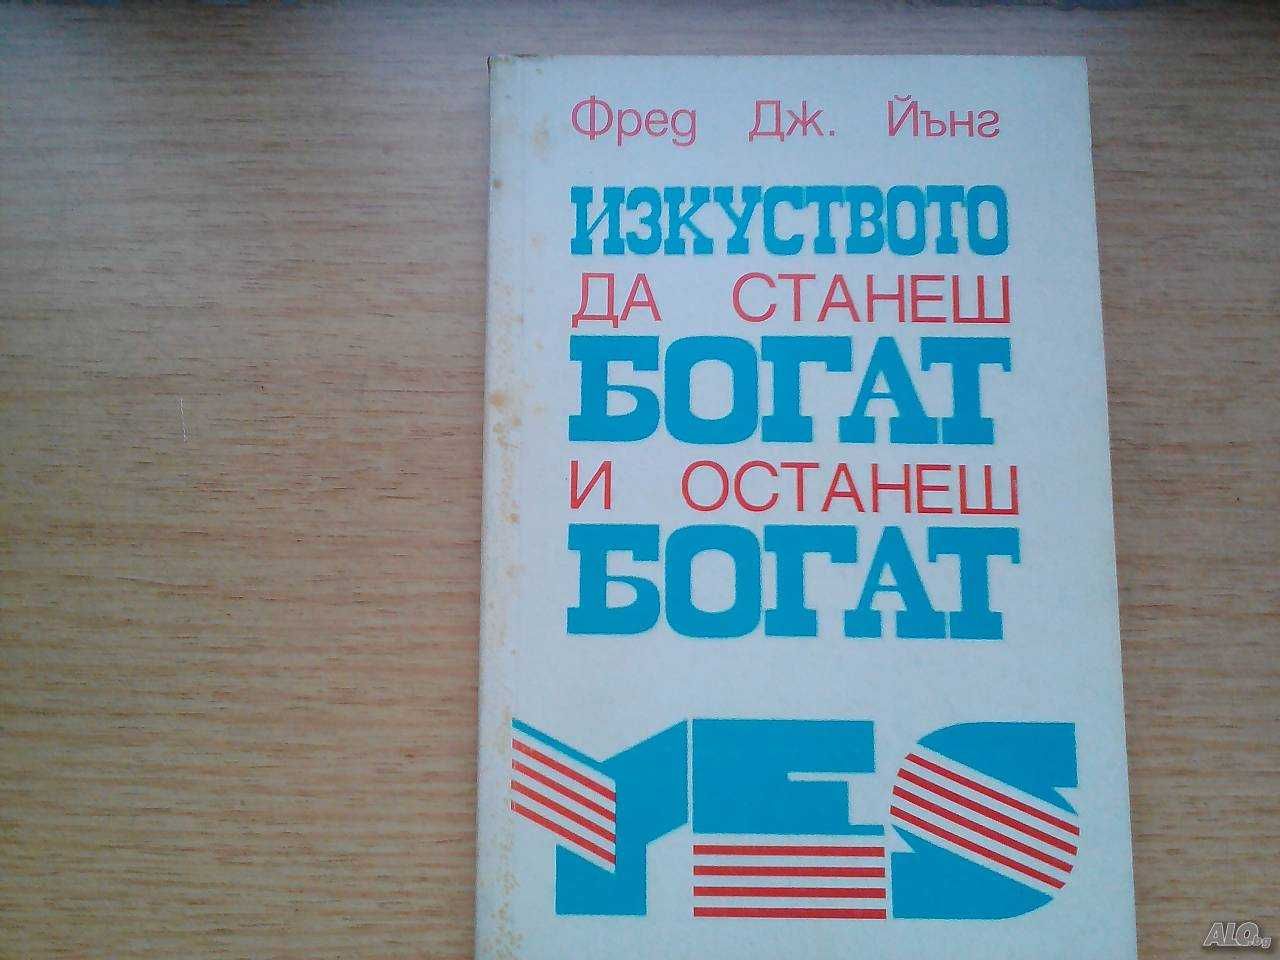 Фред Дж. Йънг
ИЗКУСТВОТО
ДА СТАНЕШ
БОГАТ
И ОСТАНЕШ
БОГАТ
YES
ALO.bg